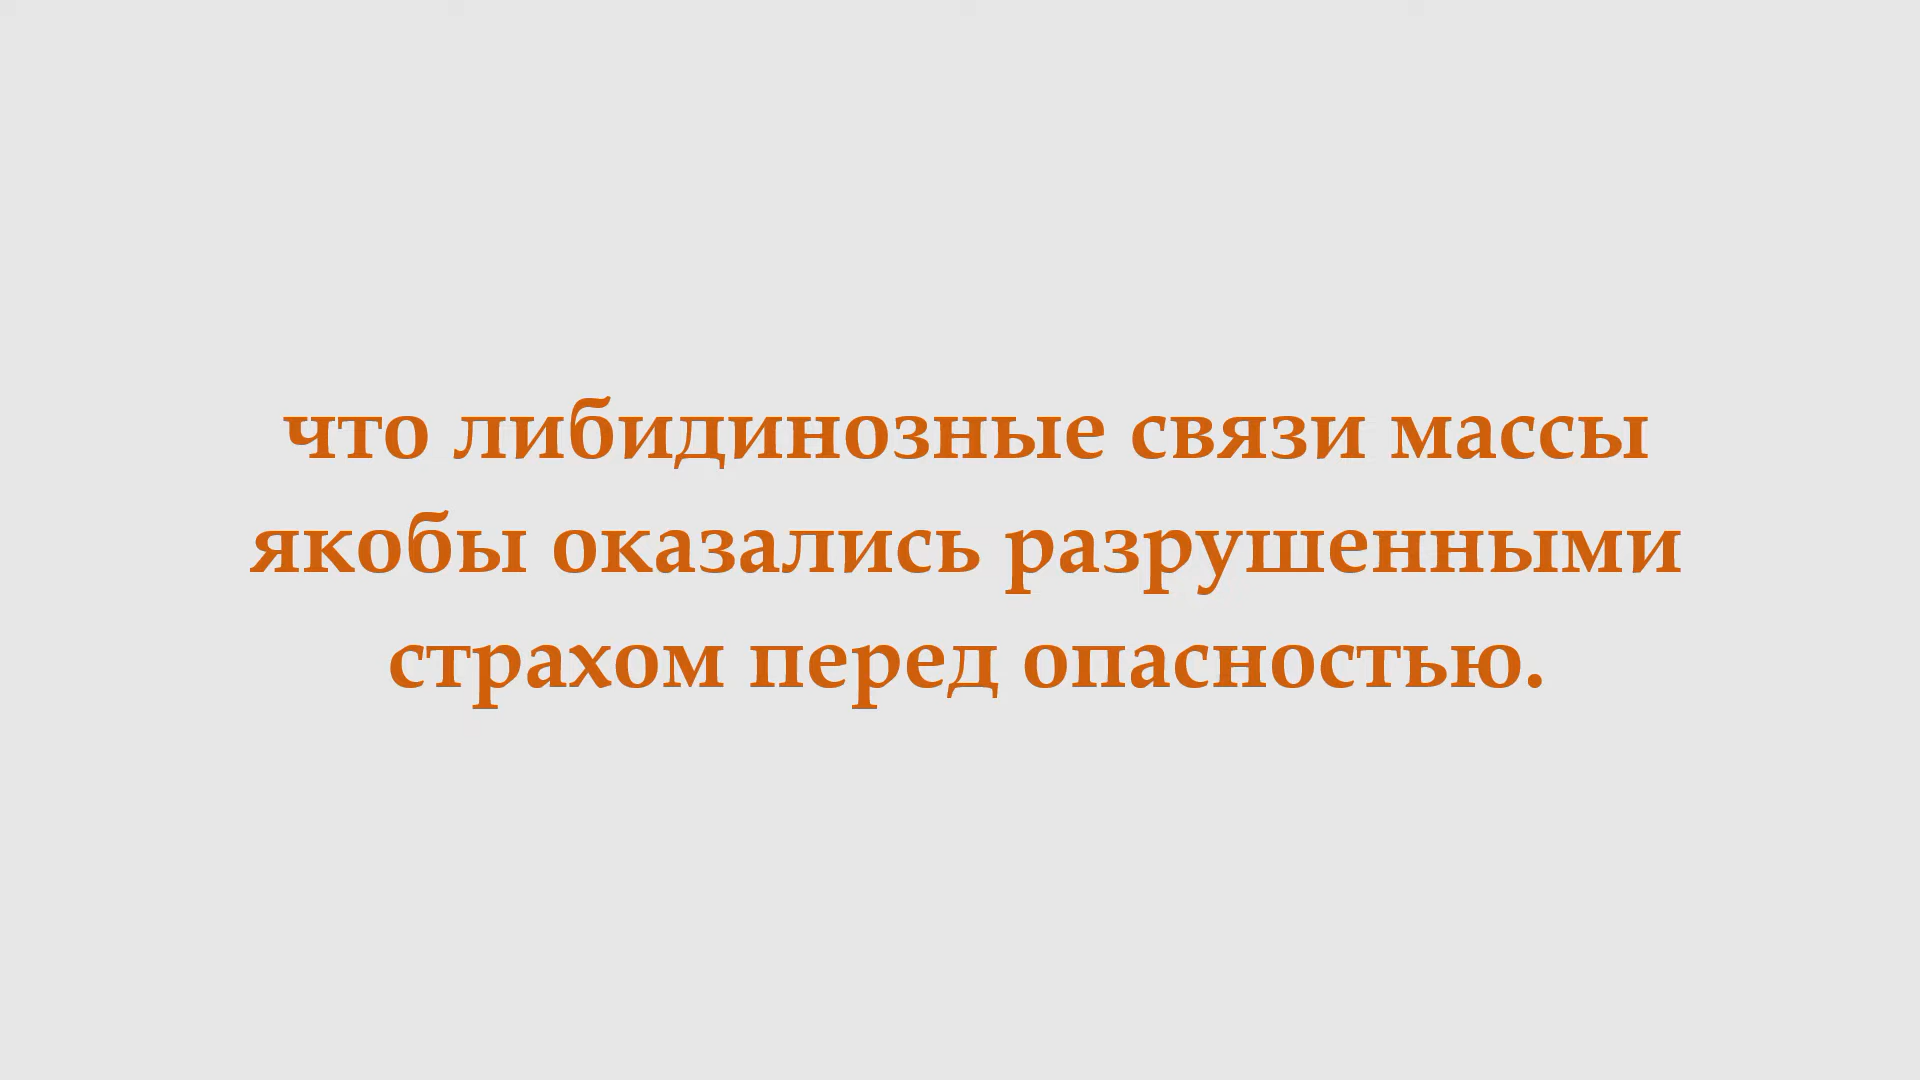 что либидинозные связи массы
якобы оказались разрушенными
страхом перед опасностью.